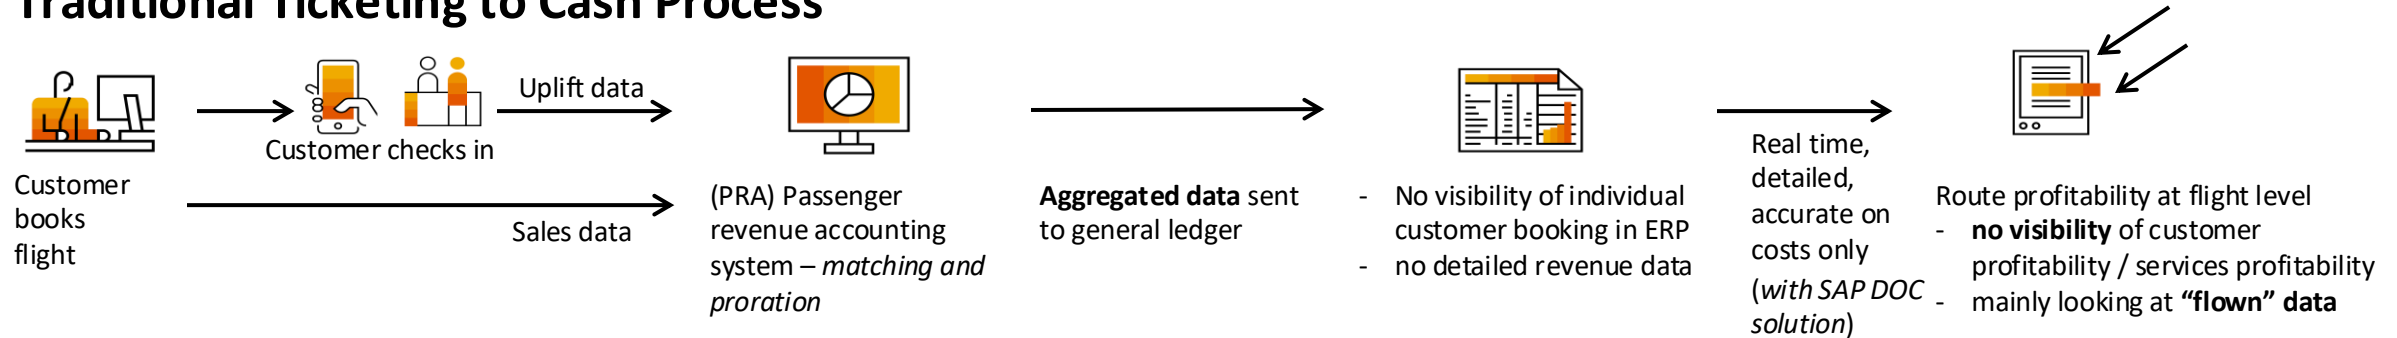 Traditional Ticketing to Cash Process
Uplift data
Customer checks in
Customer
books
flight
Sales data
(PRA) Passenger
revenue accounting
system – matching and
proration
Aggregated data sent
to general ledger
- No visibility of individual
customer booking in ERP
- no detailed revenue data
Real time,
detailed,
accurate on
costs only
(with SAP DOC
solution)
Route profitability at flight level
- no visibility of customer
profitability / services profitability
- mainly looking at “flown” data